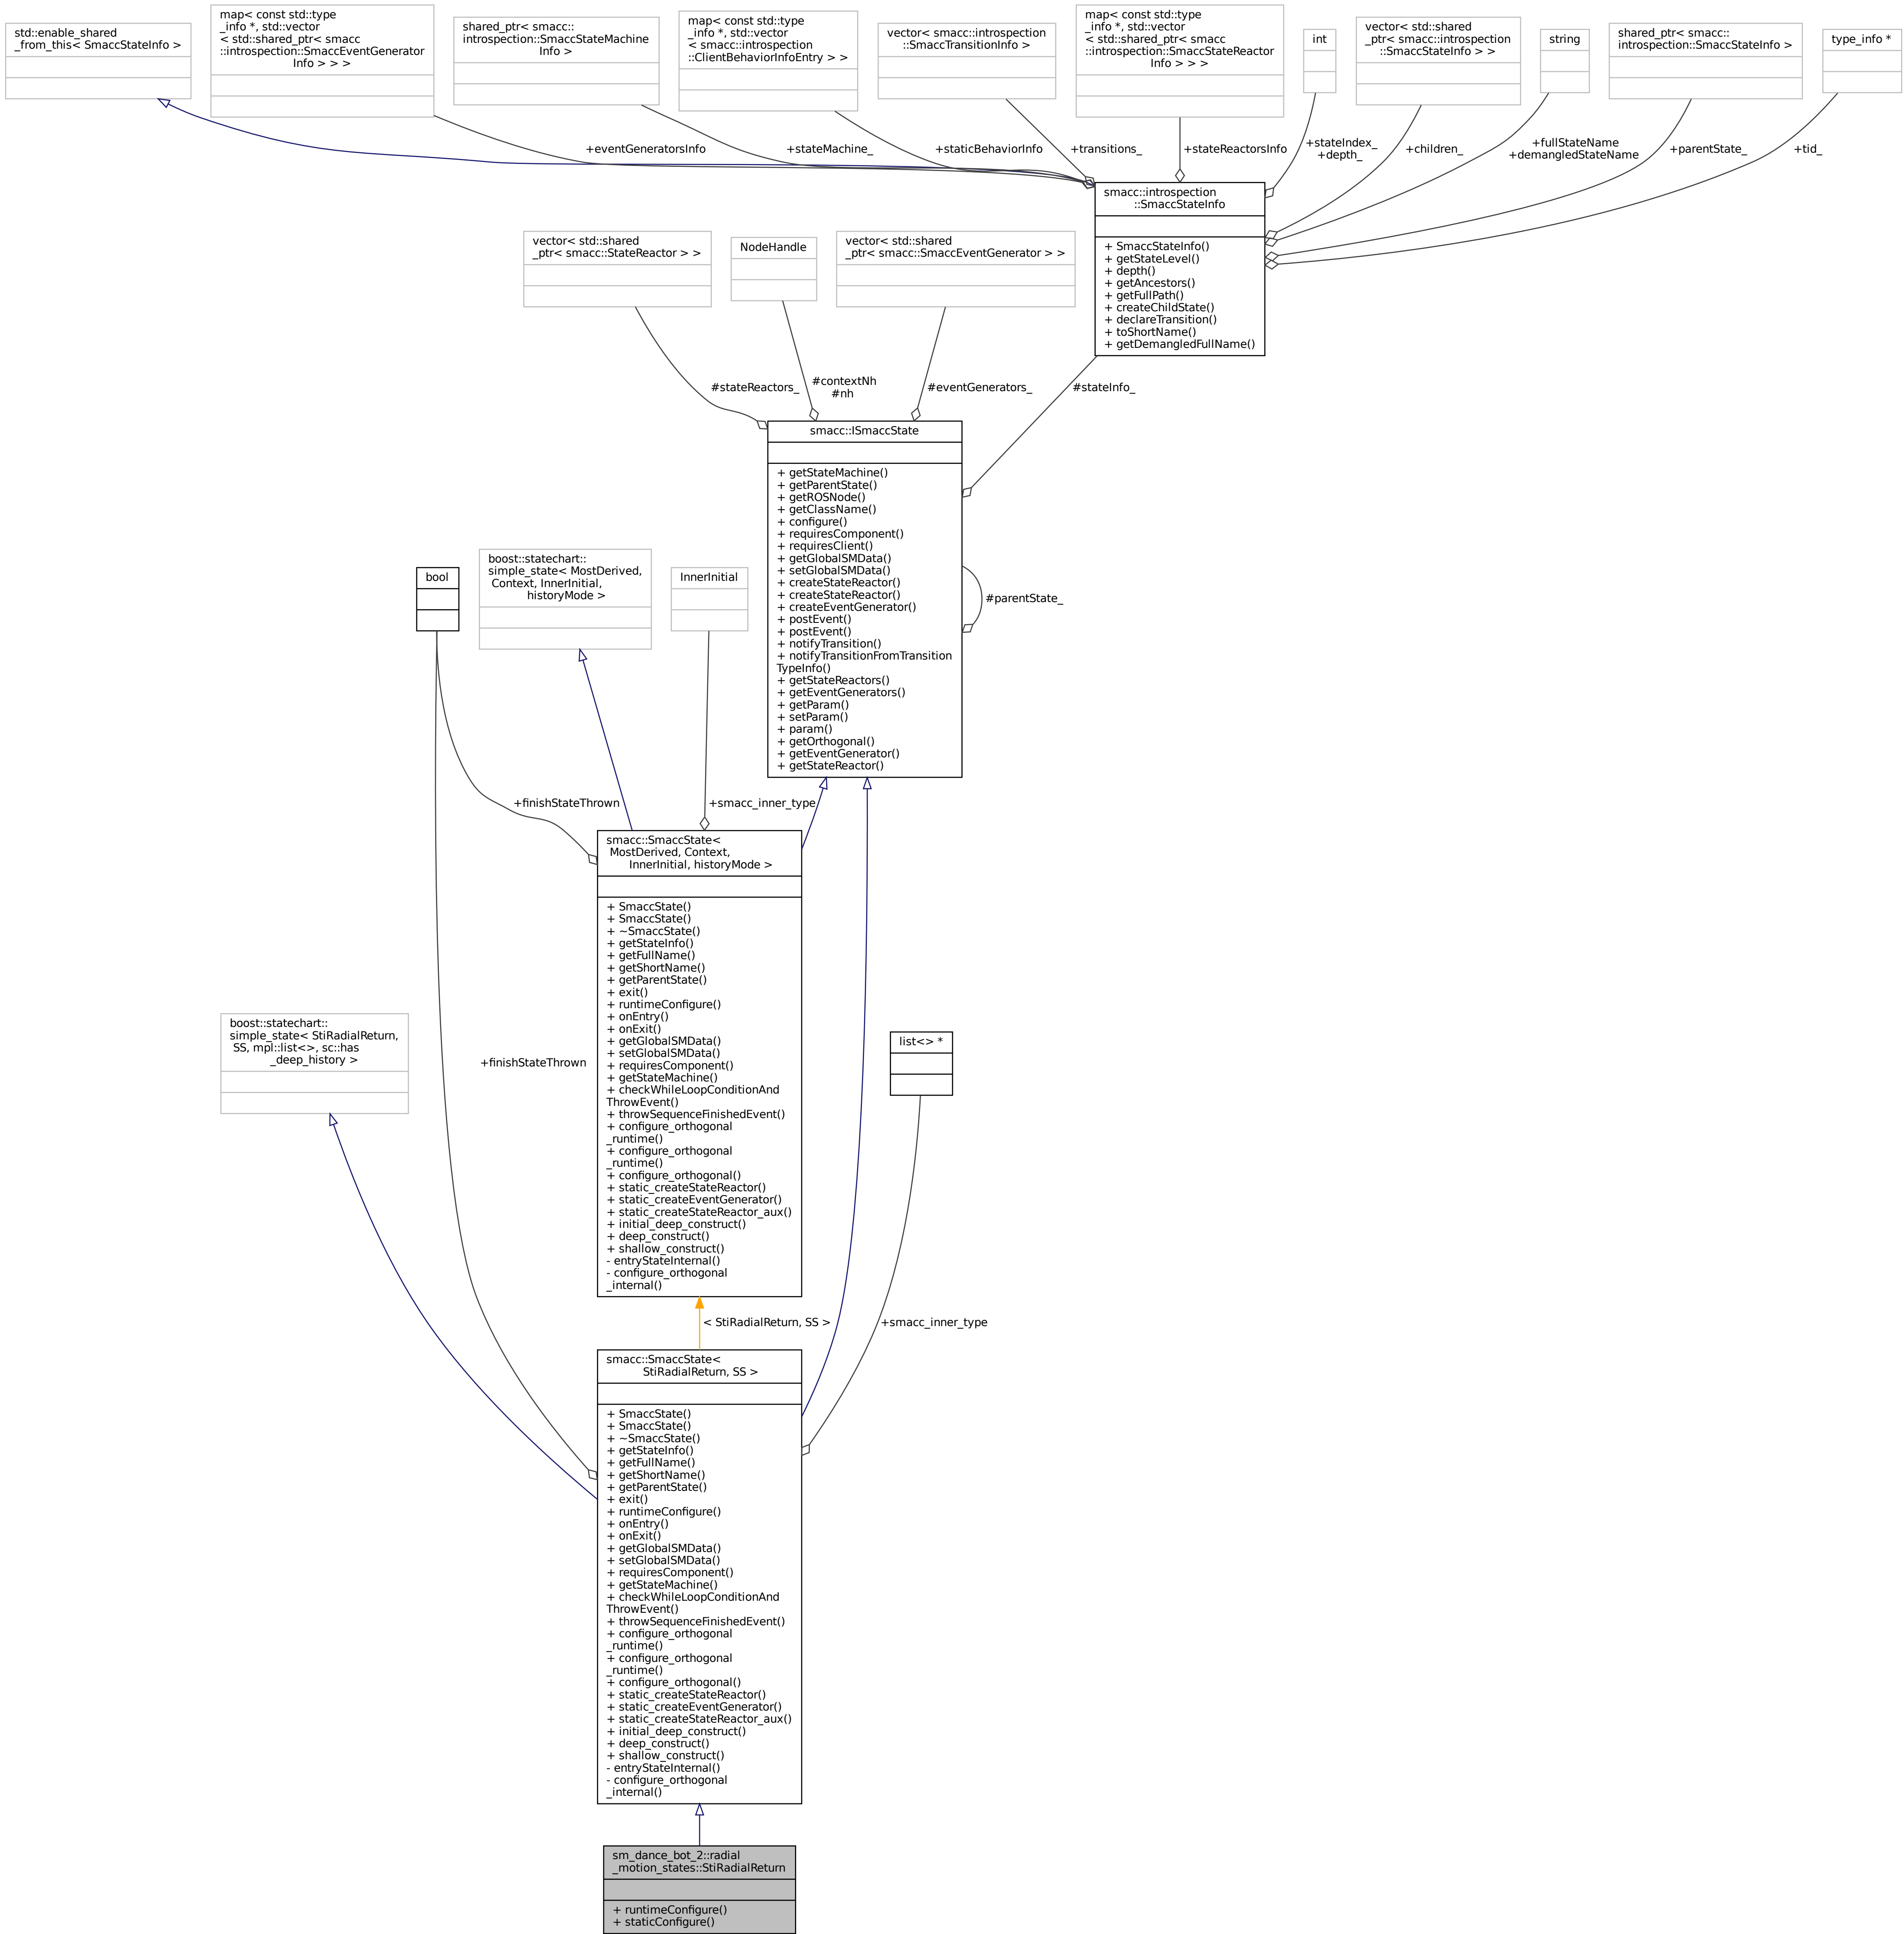 std::enable_shared
_from_this< SmaccStateInfo >
map< const std::type
_info *, std::vector
< std::shared_ptr< smacc
::introspection::SmaccEventGenerator
Info > > >
shared_ptr< smacc::
introspection::SmaccStateMachine
Info >
map< const std::type
_info *, std::vector
< smacc::introspection
::ClientBehaviorInfoEntry > >
vector< smacc::introspection
::SmaccTransitionInfo >
map< const std::type
_info *, std::vector
< std::shared_ptr< smacc
::introspection::SmaccStateReactor
Info > > >
int
vector< std::shared
_ptr< smacc::introspection
::SmaccStateInfo > >
string
shared_ptr< smacc::
introspection::SmaccStateInfo >
type_info *
+eventGeneratorsInfo
+stateMachine_
+staticBehaviorInfo
+transitions_
+stateReactorsInfo
+stateIndex_
+depth_
+children_
+fullStateName
+demangledStateName
+parentState_
+tid_
smacc::introspection
::SmaccStateInfo
+ SmaccStateInfo()
+ getStateLevel()
+ depth()
+ getAncestors()
+ getFullPath()
+ createChildState()
+ declareTransition()
+ toShortName()
+ getDemangledFullName()
vector< std::shared
_ptr< smacc::StateReactor > >
NodeHandle
vector< std::shared
_ptr< smacc::SmaccEventGenerator > >
#stateReactors_
#contextNh
#nh
#eventGenerators_
#stateInfo_
smacc::ISmaccState
+ getStateMachine()
+ getParentState()
+ getROSNode()
+ getClassName()
+ configure()
+ requiresComponent()
+ requiresClient()
+ getGlobalSMData()
+ setGlobalSMData()
+ createStateReactor()
+ createStateReactor()
+ createEventGenerator()
+ postEvent()
+ postEvent()
+ notifyTransition()
+ notifyTransitionFromTransition
TypeInfo()
+ getStateReactors()
+ getEventGenerators()
+ getParam()
+ setParam()
+ param()
+ getOrthogonal()
+ getEventGenerator()
+ getStateReactor()
#parentState_
bool
boost::statechart::
simple_state< MostDerived,
Context, InnerInitial,
historyMode >
InnerInitial
+finishStateThrown
+smacc_inner_type
smacc::SmaccState<
MostDerived, Context,
InnerInitial, historyMode >
+ SmaccState()
+ SmaccState()
+ ~SmaccState()
+ getStateInfo()
+ getFullName()
+ getShortName()
+ getParentState()
+ exit()
+ runtimeConfigure()
+ onEntry()
+ onExit()
+ getGlobalSMData()
+ setGlobalSMData()
+ requiresComponent()
+ getStateMachine()
+ checkWhileLoopConditionAnd
ThrowEvent()
+ throwSequenceFinishedEvent()
+ configure_orthogonal
_runtime()
+ configure_orthogonal
_runtime()
+ configure_orthogonal()
+ static_createStateReactor()
+ static_createEventGenerator()
+ static_createStateReactor_aux()
+ initial_deep_construct()
+ deep_construct()
+ shallow_construct()
- entryStateInternal()
- configure_orthogonal
_internal()
boost::statechart::
simple_state< StiRadialReturn,
SS, mpl::list<>, sc::has
_deep_history >
+finishStateThrown
list<> *
< StiRadialReturn, SS >
+smacc_inner_type
smacc::SmaccState<
StiRadialReturn, SS >
+ SmaccState()
+ SmaccState()
+ ~SmaccState()
+ getStateInfo()
+ getFullName()
+ getShortName()
+ getParentState()
+ exit()
+ runtimeConfigure()
+ onEntry()
+ onExit()
+ getGlobalSMData()
+ setGlobalSMData()
+ requiresComponent()
+ getStateMachine()
+ checkWhileLoopConditionAnd
ThrowEvent()
+ throwSequenceFinishedEvent()
+ configure_orthogonal
_runtime()
+ configure_orthogonal
_runtime()
+ configure_orthogonal()
+ static_createStateReactor()
+ static_createEventGenerator()
+ static_createStateReactor_aux()
+ initial_deep_construct()
+ deep_construct()
+ shallow_construct()
- entryStateInternal()
- configure_orthogonal
_internal()
sm_dance_bot_2::radial
_motion_states::StiRadialReturn
+ runtimeConfigure()
+ staticConfigure()